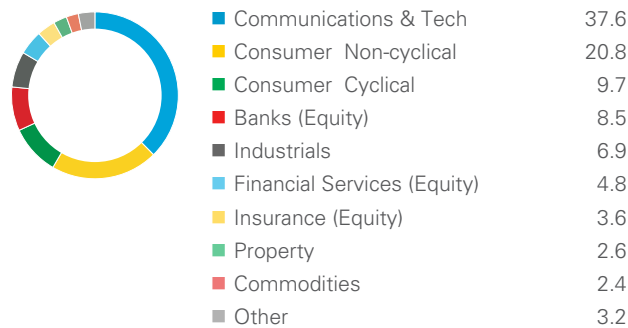 Communications & Tech 37.6
Consumer Non-cyclical 20.8
Consumer Cyclical 9.7
Banks (Equity) 8.5
Industrials 6.9
Financial Services (Equity) 4.8
Insurance (Equity) 3.6
Property 2.6
Commodities 2.4
Other 3.2